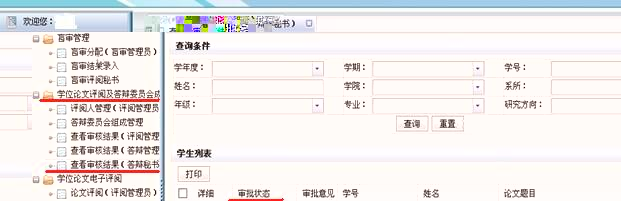 欢迎您：
书）
盲审管理
盲审分配（盲审管理员）
盲审结果录入
盲审评阅秘书
学位论文评阅及答辩委员会成
评阅人管理（评阅管理员
答辩委员会组成管理
查看审核结果（评阅管理
查看审核结果（答辩管理
查看审核结果（答辩秘书
学位论文电子评阅
论文评阅（评阅管理员）
查询条件
学年度： 学期： 学号：
姓名： 学院： 系所：
年级： 专业： 研究方向：
查询 重置
学生列表
打印
详细 审批状态 审批意见 学号 姓名 论文题目